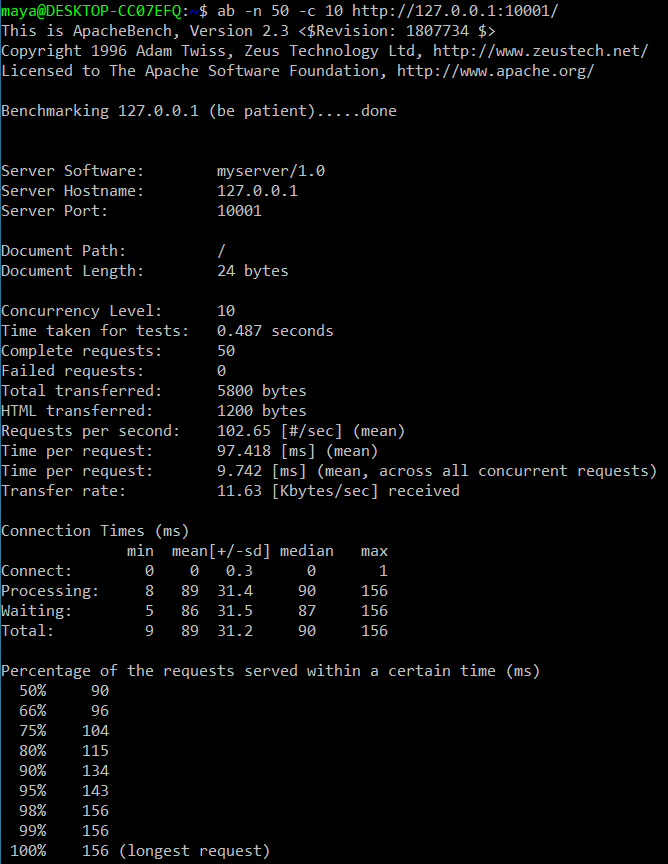 maya@DESKTOP-CC07EFQ:~$ ab -n 50 -c 10 http://127.0.0.1:10001/
This is ApacheBench, Version 2.3 <$Revision: 1807734 $>
Copyright 1996 Adam Twiss, Zeus Technology Ltd, http://www.zeustech.net/
Licensed to The Apache Software Foundation, http://www.apache.org/

Benchmarking 127.0.0.1 (be patient).....done


Server Software:        myserver/1.0
Server Hostname:        127.0.0.1
Server Port:            10001

Document Path:          /
Document Length:        24 bytes

Concurrency Level:      10
Time taken for tests:   0.487 seconds
Complete requests:      50
Failed requests:        0
Total transferred:      5800 bytes
HTML transferred:       1200 bytes
Requests per second:    102.65 [#/sec] (mean)
Time per request:       97.418 [ms] (mean)
Time per request:       9.742 [ms] (mean, across all concurrent requests)
Transfer rate:          11.63 [Kbytes/sec] received

Connection Times (ms)
              min  mean[+/-sd] median   max
Connect:        0    0   0.3      0       1
Processing:     8   89  31.4     90     156
Waiting:        5   86  31.5     87     156
Total:          9   89  31.2     90     156

Percentage of the requests served within a certain time (ms)
  50%     90
  66%     96
  75%    104
  80%    115
  90%    134
  95%    143
  98%    156
  99%    156
 100%    156 (longest request)